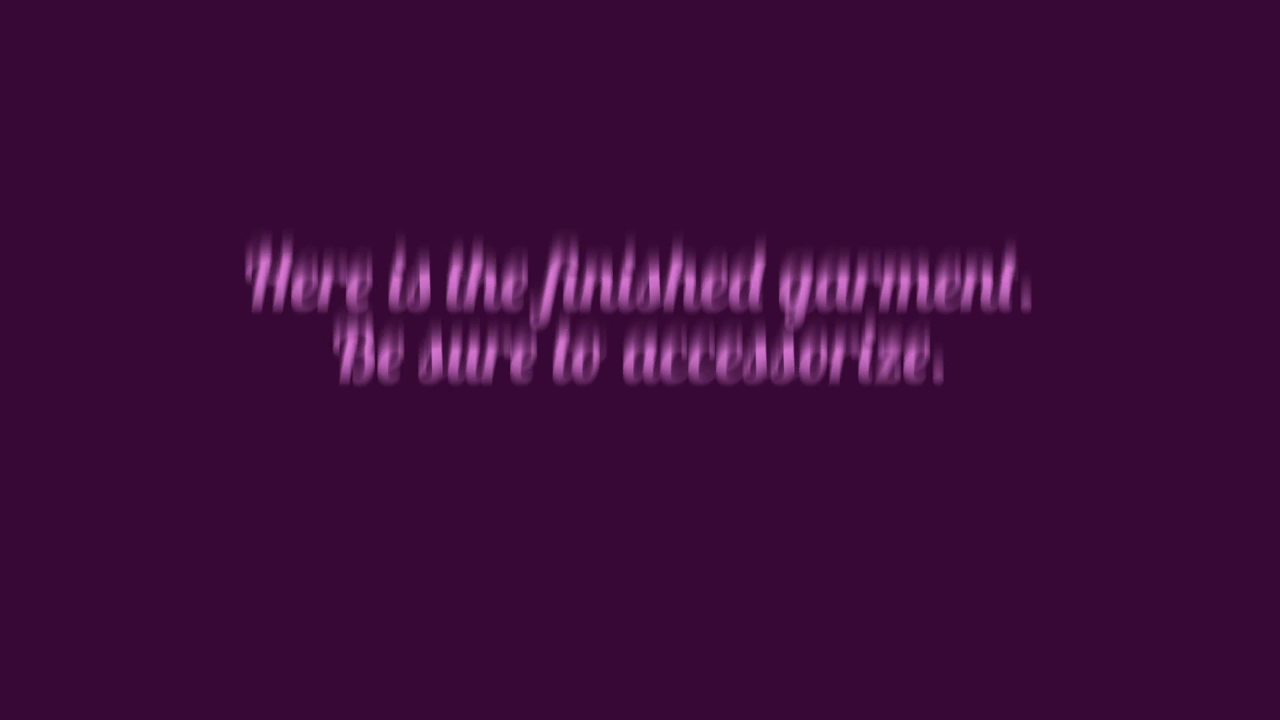 Here is the finished garment.
Be sure to accessorize.